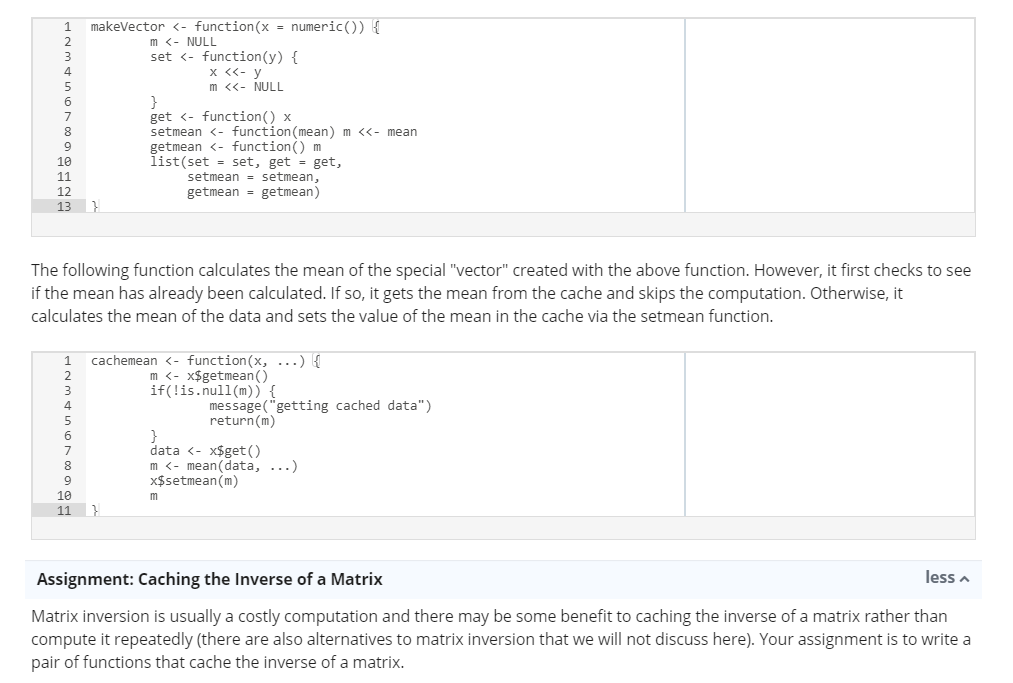 1 makeVector <- function(x = numeric()) {
2 m <- NULL
3 set <- function(y) {
4 x <<- y
5 m <<- NULL
6 }
7 get <- function() x
8 setmean <- function(mean) m <<- mean
9 getmean <- function() m
10 list(set = set, get = get,
11 setmean = setmean,
12 getmean = getmean)
13 }
The following function calculates the mean of the special "vector" created with the above function. However, it first checks to see
if the mean has already been calculated. If so, it gets the mean from the cache and skips the computation. Otherwise, it
calculates the mean of the data and sets the value of the mean in the cache via the setmean function.
1 cachemean <- function(x, ...) {
2 m <- x$getmean()
3 if(!is.null(m)) {
4 message("getting cached data")
5 return(m)
6 }
7 data <- x$get()
8 m <- mean(data, ...)
9 x$setmean(m)
10 m
11 }
Assignment: Caching the Inverse of a Matrix
less
Matrix inversion is usually a costly computation and there may be some benefit to caching the inverse of a matrix rather than
compute it repeatedly (there are also alternatives to matrix inversion that we will not discuss here). Your assignment is to write a
pair of functions that cache the inverse of a matrix.